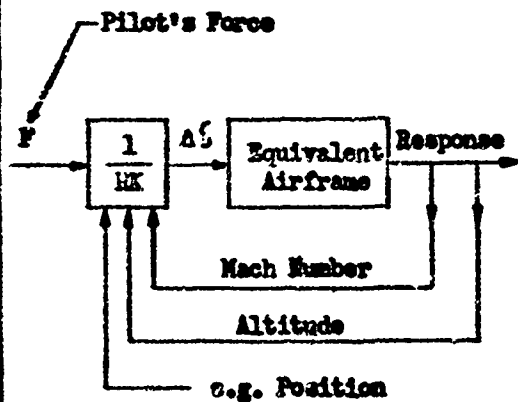 Pilot's Force
F
1
HK
Δδ
Equivalent
Airframe
Response
Mach Number
Altitude
c.g. Position